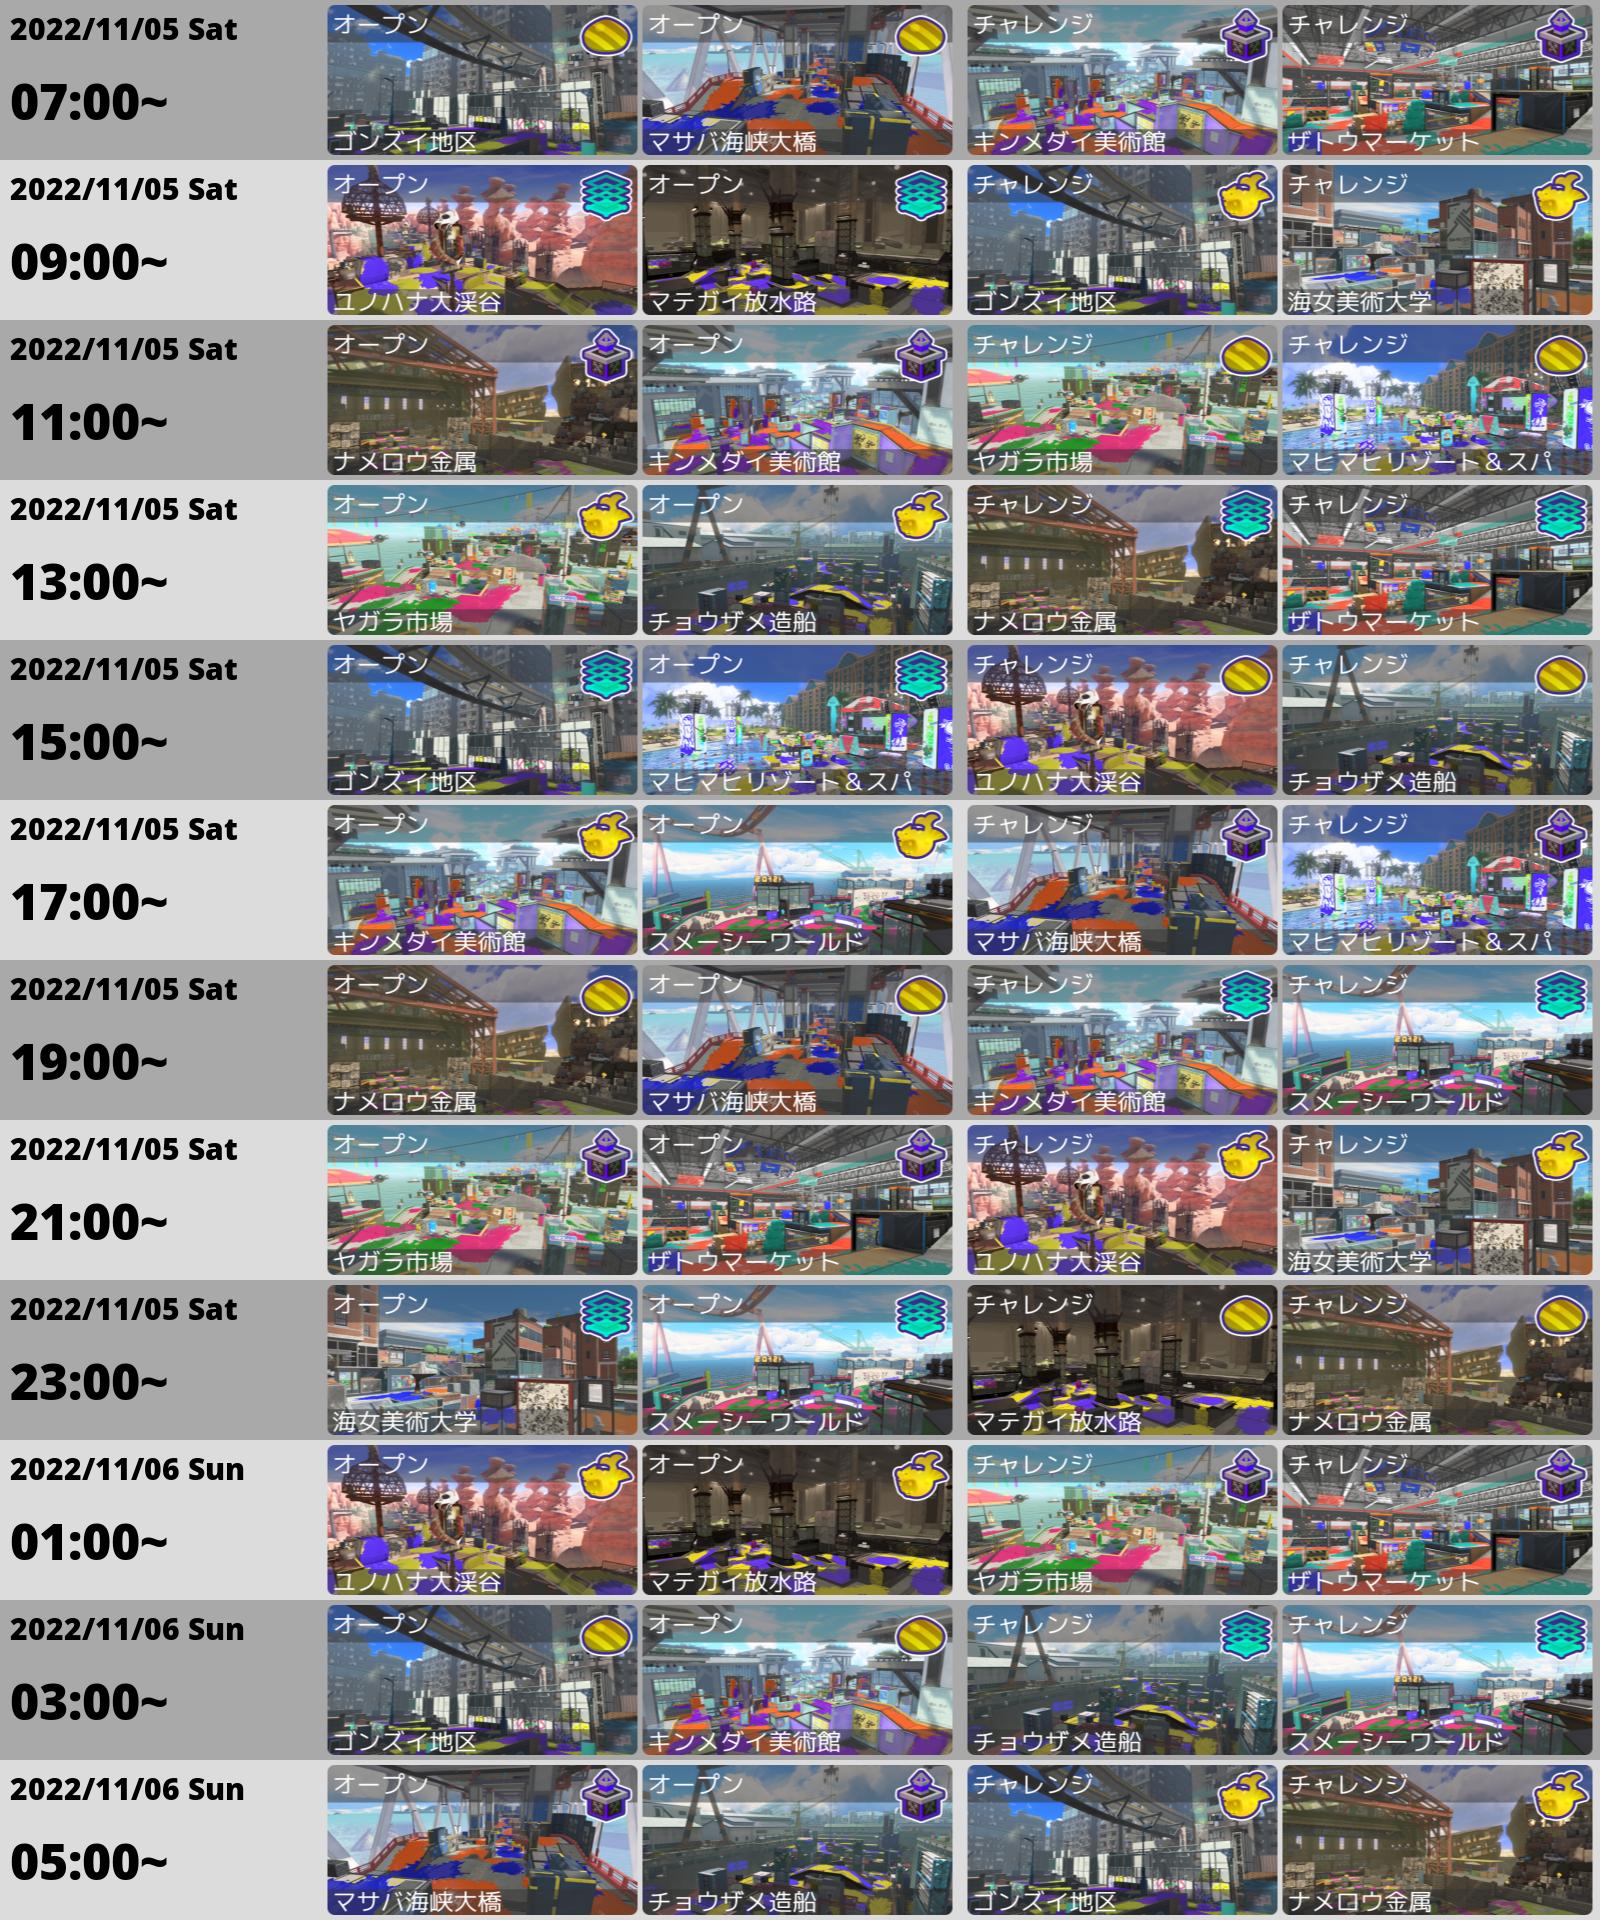 2022/11/05 Sat
07:00~
オープン
ゴンズイ地区
オープン
マサバ海峡大橋
チャレンジ
キンメダイ美術館
チャレンジ
ザトウマーケット
2022/11/05 Sat
09:00~
オープン
ユノハナ大渓谷
オープン
マテガイ放水路
チャレンジ
ゴンズイ地区
チャレンジ
海女美術大学
2022/11/05 Sat
11:00~
オープン
ナメロウ金属
オープン
キンメダイ美術館
チャレンジ
ヤガラ市場
チャレンジ
マヒマヒリゾート＆スパ
2022/11/05 Sat
13:00~
オープン
ヤガラ市場
オープン
チョウザメ造船
チャレンジ
ナメロウ金属
チャレンジ
ザトウマーケット
2022/11/05 Sat
15:00~
オープン
ゴンズイ地区
オープン
マヒマヒリゾート＆スパ
チャレンジ
ユノハナ大渓谷
チャレンジ
チョウザメ造船
2022/11/05 Sat
17:00~
オープン
キンメダイ美術館
オープン
スメーシーワールド
チャレンジ
マサバ海峡大橋
チャレンジ
マヒマヒリゾート＆スパ
2022/11/05 Sat
19:00~
オープン
ナメロウ金属
オープン
マサバ海峡大橋
チャレンジ
キンメダイ美術館
チャレンジ
スメーシーワールド
2022/11/05 Sat
21:00~
オープン
ヤガラ市場
オープン
ザトウマーケット
チャレンジ
ユノハナ大渓谷
チャレンジ
海女美術大学
2022/11/05 Sat
23:00~
オープン
海女美術大学
オープン
スメーシーワールド
チャレンジ
マテガイ放水路
チャレンジ
ナメロウ金属
2022/11/06 Sun
01:00~
オープン
ユノハナ大渓谷
オープン
マテガイ放水路
チャレンジ
ヤガラ市場
チャレンジ
ザトウマーケット
2022/11/06 Sun
03:00~
オープン
ゴンズイ地区
オープン
キンメダイ美術館
チャレンジ
チョウザメ造船
チャレンジ
スメーシーワールド
2022/11/06 Sun
05:00~
オープン
マサバ海峡大橋
オープン
チョウザメ造船
チャレンジ
ゴンズイ地区
チャレンジ
ナメロウ金属